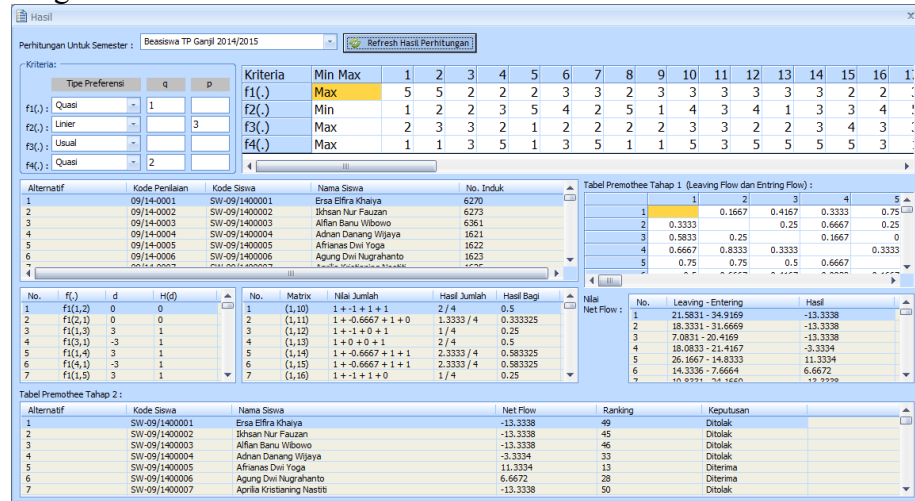 Hasil
Perhitungan Untuk Semester : Beasiswa TP Ganjil 2014/2015 Refresh Hasil Perhitungan
Kriteria:
Tipe Preferensi q p
f1(.) : Quasi 1
f2(.) : Linier 3
f3(.) : Usual
f4(.) : Quasi 2
Kriteria Min Max 1 2 3 4 5 6 7 8 9 10 11 12 13 14 15 16
f1(.) Max 5 5 2 2 2 3 3 2 3 3 3 3 3 3 2 2
f2(.) Min 1 2 2 3 5 4 2 5 1 4 3 4 1 3 3 4
f3(.) Max 2 3 3 2 1 2 2 2 2 3 3 2 2 3 4 3
f4(.) Max 1 1 3 5 1 3 5 1 1 5 3 5 5 5 5 3
Alternatif Kode Penilaian Kode Siswa Nama Siswa No. Induk
1 09/14-0001 SW-09/1400001 Ersa Elfira Khaiya 6270
2 09/14-0002 SW-09/1400002 Ikhsan Nur Fauzan 6273
3 09/14-0003 SW-09/1400003 Alfian Banu Wibowo 6361
4 09/14-0004 SW-09/1400004 Adnan Danang Wijaya 1621
5 09/14-0005 SW-09/1400005 Afrianas Dwi Yoga 1622
6 09/14-0006 SW-09/1400006 Agung Dwi Nugrahanto 1623
Tabel Premothee Tahap 1 (Leaving Flow dan Entring Flow) :
1 2 3 4 5
1 0.1667 0.4167 0.3333 0.75
2 0.3333 0.25 0.6667 0.25
3 0.5833 0.25 0.1667 0
4 0.6667 0.8333 0.3333 0.3333
5 0.75 0.75 0.5 0.6667
No. f(.) d H(d)
1 f1(1,2) 0 0
2 f1(2,1) 0 0
3 f1(1,3) 3 1
4 f1(3,1) -3 1
5 f1(1,4) 3 1
6 f1(4,1) -3 1
7 f1(1,5) 3 1
No. Matrix Nilai Jumlah Hasil Jumlah Hasil Bagi
1 (1,10) 1 + -1 + 1 + 1 2 / 4 0.5
2 (1,11) 1 + -0.6667 + 1 + 0 1.3333 / 4 0.333325
3 (1,12) 1 + -1 + 0 + 1 1 / 4 0.25
4 (1,13) 1 + 0 + 0 + 1 2 / 4 0.5
5 (1,14) 1 + -0.6667 + 1 + 1 2.3333 / 4 0.583325
6 (1,15) 1 + -0.6667 + 1 + 1 2.3333 / 4 0.583325
7 (1,16) 1 + -1 + 1 + 0 1 / 4 0.25
Nilai
Net Flow :
No. Leaving - Entering Hasil
1 21.5831 - 34.9169 -13.3338
2 18.3331 - 31.6669 -13.3338
3 7.0831 - 20.4169 -13.3338
4 18.0833 - 21.4167 -3.3334
5 26.1667 - 14.8333 11.3334
6 14.3336 - 7.6664 6.6672
Tabel Premothee Tahap 2 :
Alternatif Kode Siswa Nama Siswa Net Flow Ranking Keputusan
1 SW-09/1400001 Ersa Elfira Khaiya -13.3338 49 Ditolak
2 SW-09/1400002 Ikhsan Nur Fauzan -13.3338 45 Ditolak
3 SW-09/1400003 Alfian Banu Wibowo -13.3338 46 Ditolak
4 SW-09/1400004 Adnan Danang Wijaya -3.3334 33 Ditolak
5 SW-09/1400005 Afrianas Dwi Yoga 11.3334 13 Diterima
6 SW-09/1400006 Agung Dwi Nugrahanto 6.6672 28 Diterima
7 SW-09/1400007 Aprilia Kristianing Nastiti -13.3338 50 Ditolak